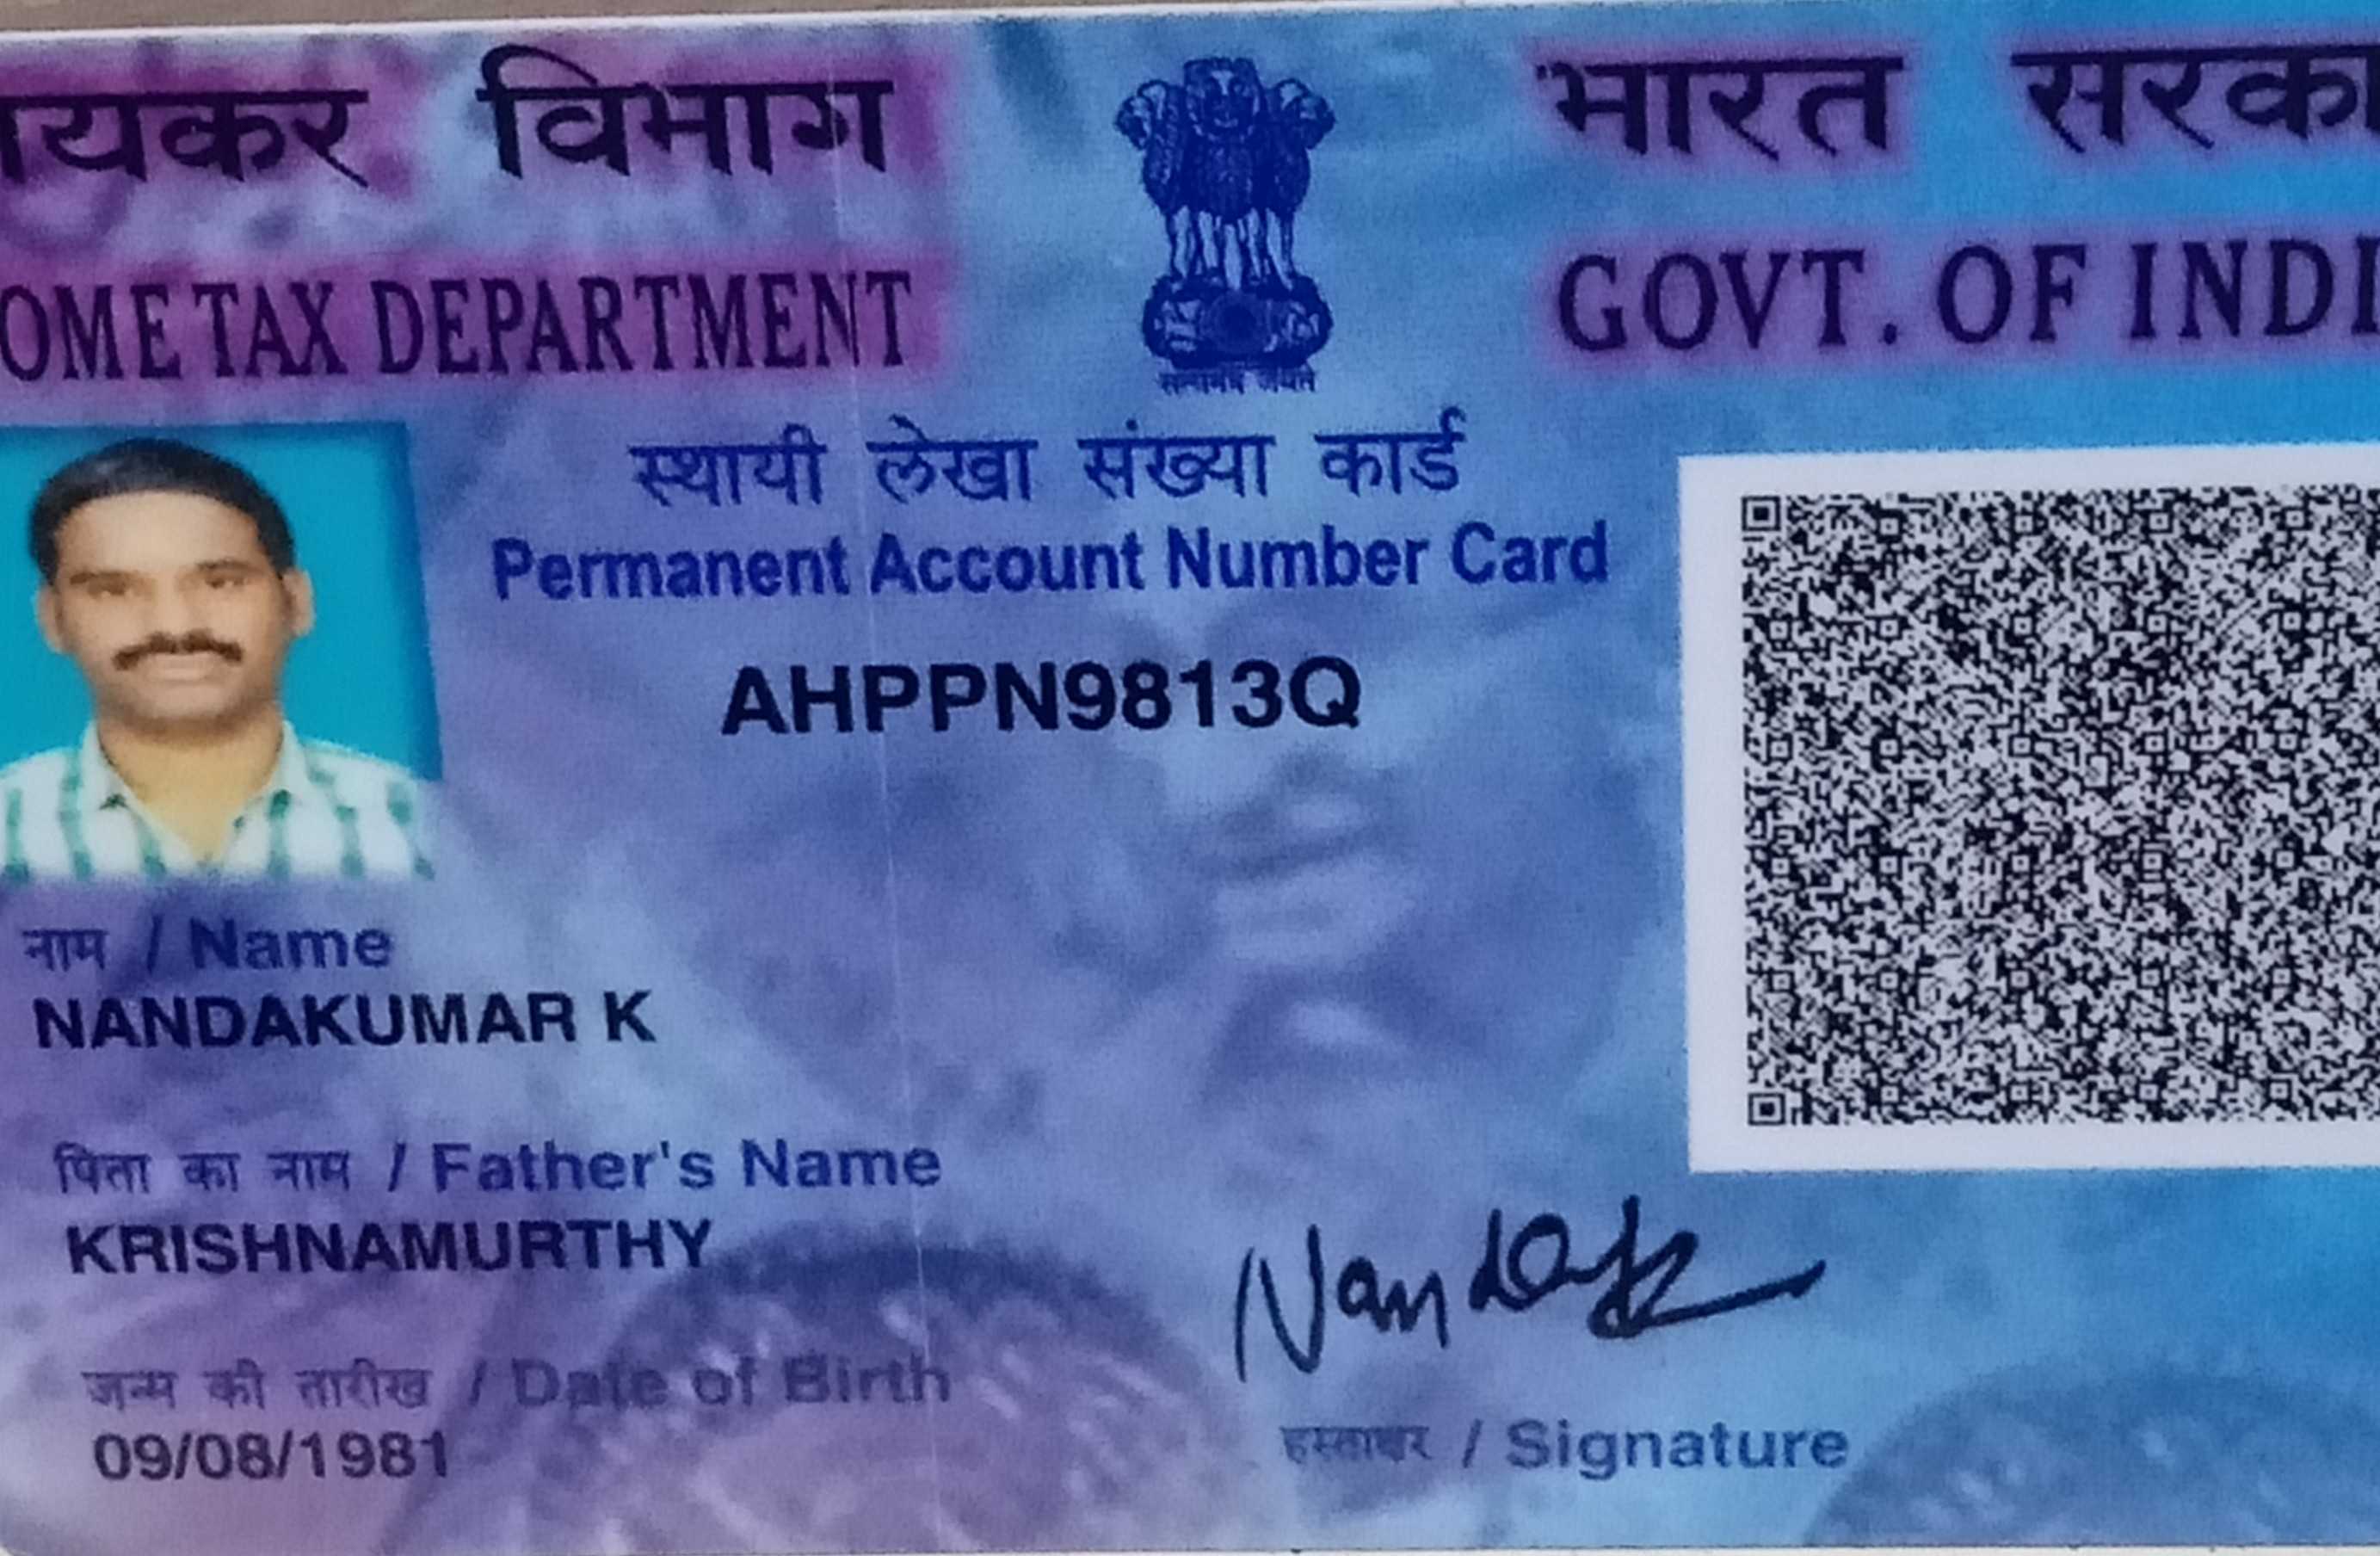 यकर विभाग
भारत सरका
OME TAX DEPARTMENT
GOVT. OF INDI
सत्यमेव जयते
स्थायी लेखा संख्या कार्ड
Permanent Account Number Card
AHPPN9813Q
नाम / Name
NANDAKUMAR K
पिता का नाम / Father's Name
KRISHNAMURTHY
जन्म की तारीख / Date of Birth
09/08/1981
हस्ताक्षर / Signature